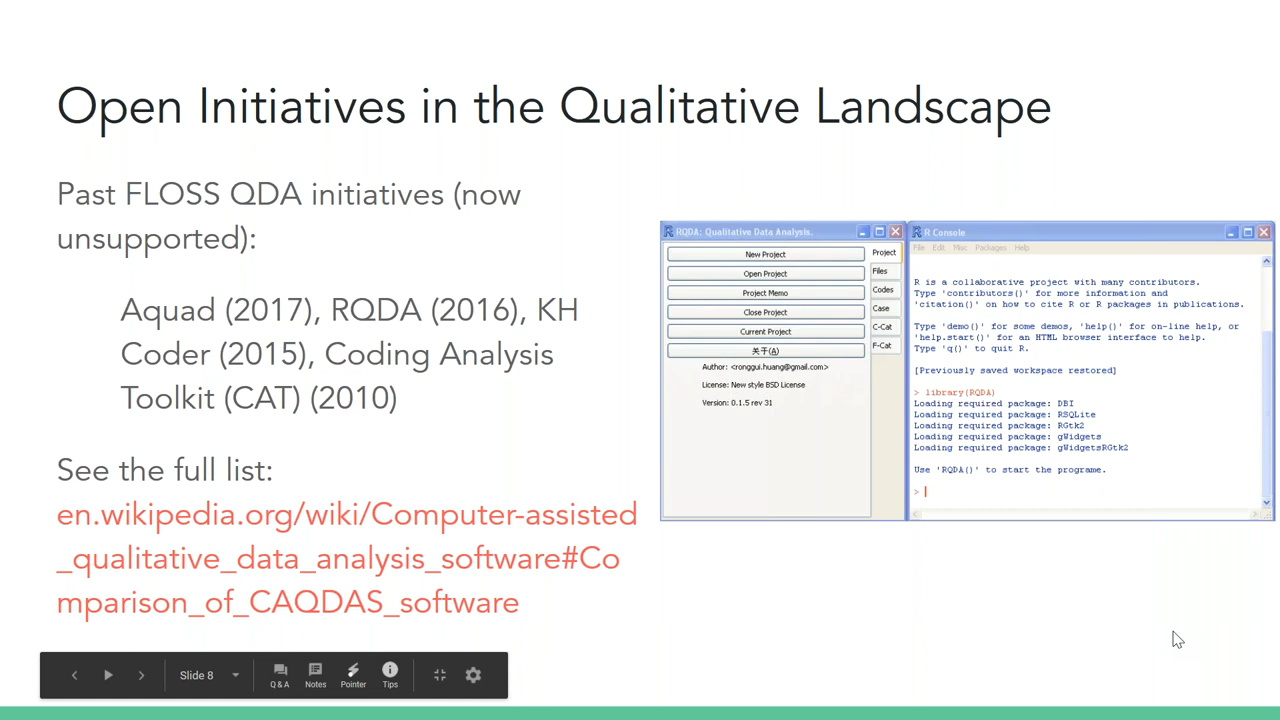 Open Initiatives in the Qualitative Landscape
Past FLOSS QDA initiatives (now
unsupported):
Aquad (2017), RQDA (2016), KH
Coder (2015), Coding Analysis
Toolkit (CAT) (2010)
See the full list:
en.wikipedia.org/wiki/Computer-assisted
_qualitative_data_analysis_software#Co
mparison_of_CAQDAS_software
RQDA: Qualitative Data Analysis.
New Project
Open Project
Project Memo
Close Project
Current Project
关于(A)
Author: <ronggui.huang@gmail.com>
License: New style BSD License
Version: 0.1.5 rev 31
Project
Files
Codes
Case
C-Cat
F-Cat
R Console
File Edit Misc Packages Help
R is a collaborative project with many contributors.
Type 'contributors()' for more information and
'citation()' on how to cite R or R packages in publications.
Type 'demo()' for some demos, 'help()' for on-line help, or
'help.start()' for an HTML browser interface to help.
Type 'q()' to quit R.
[Previously saved workspace restored]
> library(RQDA)
Loading required package: DBI
Loading required package: RSQLite
Loading required package: RGtk2
Loading required package: gWidgets
Loading required package: gWidgetsRGtk2
Use 'RQDA()' to start the programe.
>
Slide 8
Q & A
Notes
Pointer
Tips